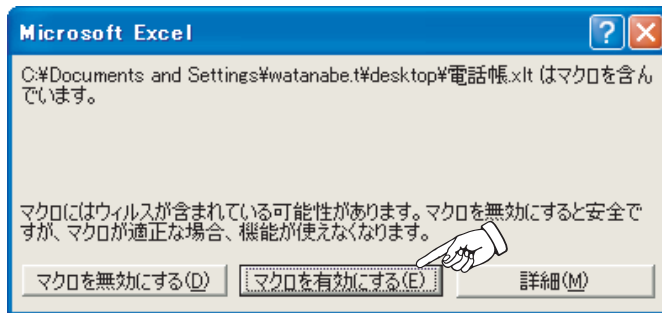 Microsoft Excel
C:¥Documents and Settings¥watanabe.t¥desktop¥電話帳.xlt はマクロを含ん
でいます。
マクロにはウィルスが含まれている可能性があります。マクロを無効にすると安全で
すが、マクロが適正な場合、機能が使えなくなります。
マクロを無効にする(D) マクロを有効にする(E) 詳細(M)